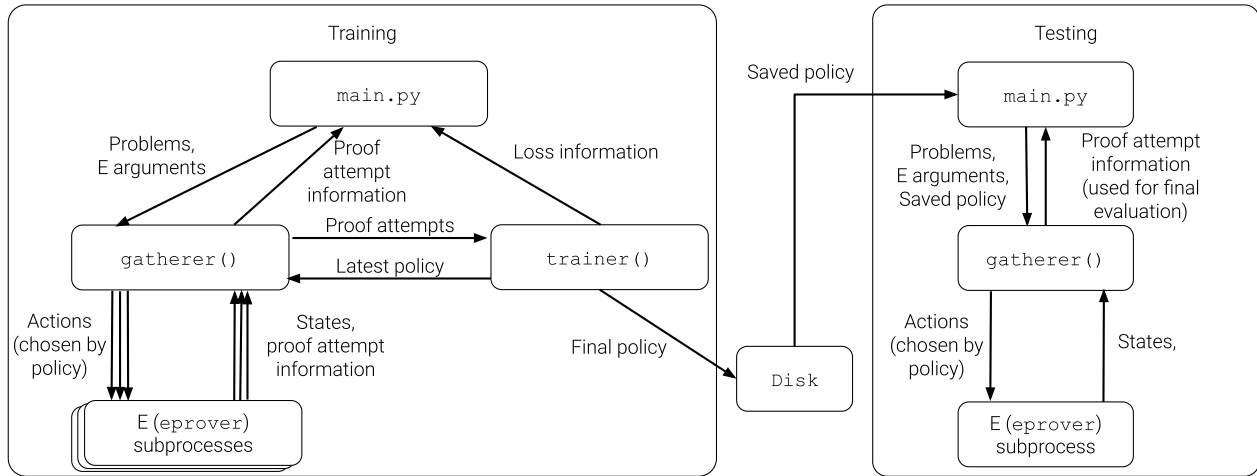 Training
main.py
Problems,
E arguments
Proof
attempt
information
Loss information
gatherer()
Proof attempts
Latest policy
trainer()
Actions
(chosen by
policy)
States,
proof attempt
information
Final policy
E (eprover)
subprocesses
Saved policy
Disk
Testing
main.py
Problems,
E arguments,
Saved policy
Proof attempt
information
(used for final
evaluation)
gatherer()
Actions
(chosen by
policy)
States,
E (eprover)
subprocess